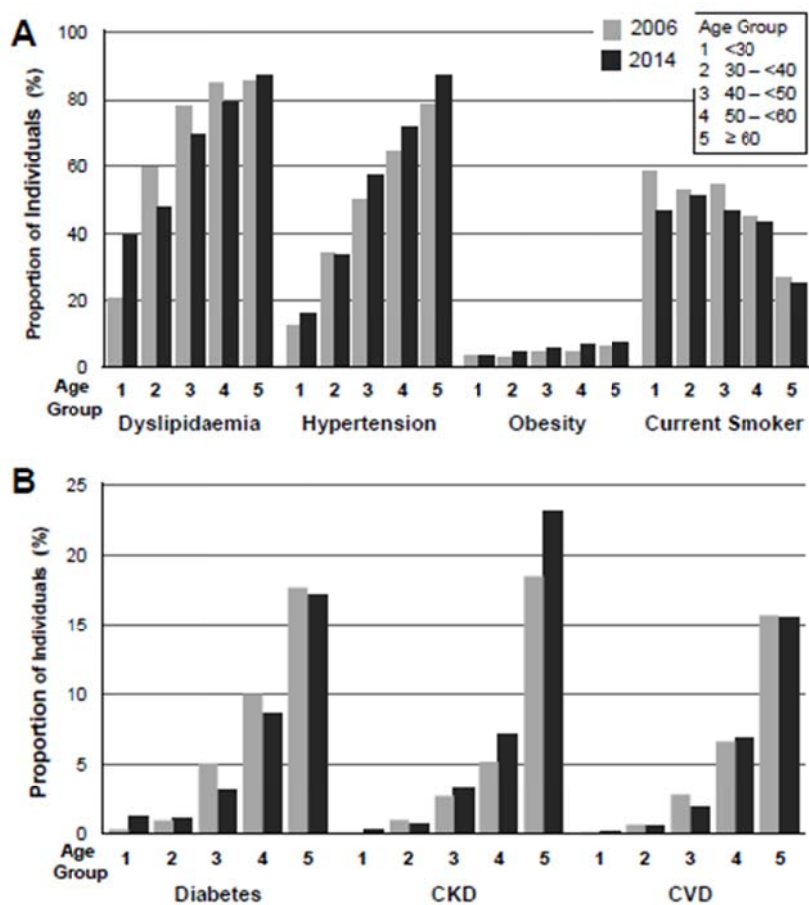 A
Proportion of Individuals (%)
100
80
60
40
20
0
2006
2014
Age Group
1 <30
2 30 – <40
3 40 – <50
4 50 – <60
5 ≥ 60
Age Group
1 2 3 4 5 1 2 3 4 5 1 2 3 4 5 1 2 3 4 5
Dyslipidaemia Hypertension Obesity Current Smoker
B
Proportion of Individuals (%)
25
20
15
10
5
0
Age Group
1 2 3 4 5 1 2 3 4 5 1 2 3 4 5
Diabetes CKD CVD